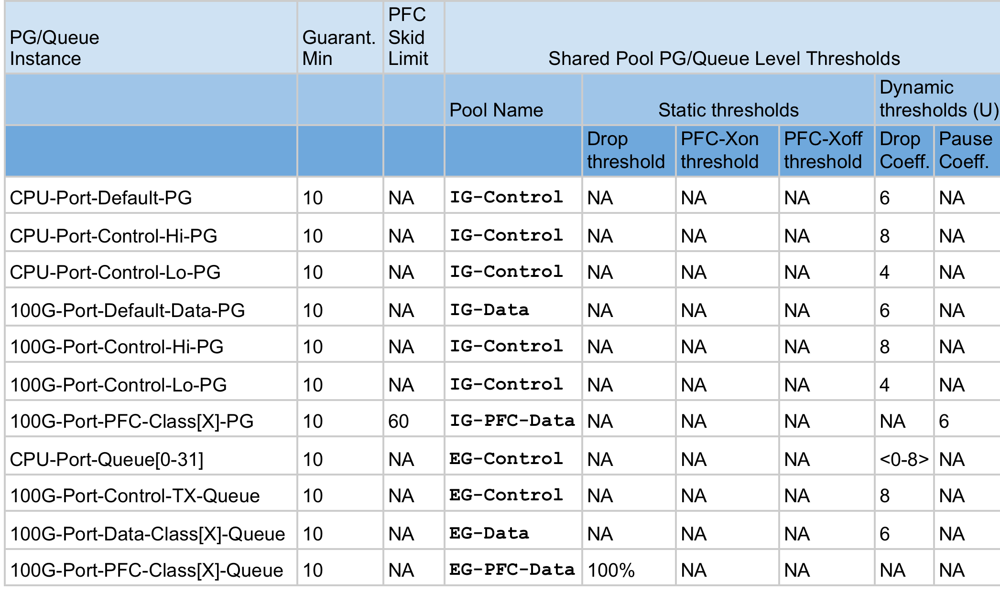 PG/Queue Instance | Guarant. Min | PFC Skid Limit | Shared Pool PG/Queue Level Thresholds
Pool Name | Static thresholds | Dynamic thresholds (U)
Drop threshold | PFC-Xon threshold | PFC-Xoff threshold | Drop Coeff. | Pause Coeff.
CPU-Port-Default-PG | 10 | NA | IG-Control | NA | NA | NA | 6 | NA
CPU-Port-Control-Hi-PG | 10 | NA | IG-Control | NA | NA | NA | 8 | NA
CPU-Port-Control-Lo-PG | 10 | NA | IG-Control | NA | NA | NA | 4 | NA
100G-Port-Default-Data-PG | 10 | NA | IG-Data | NA | NA | NA | 6 | NA
100G-Port-Control-Hi-PG | 10 | NA | IG-Control | NA | NA | NA | 8 | NA
100G-Port-Control-Lo-PG | 10 | NA | IG-Control | NA | NA | NA | 4 | NA
100G-Port-PFC-Class[X]-PG | 10 | 60 | IG-PFC-Data | NA | NA | NA | NA | 6
CPU-Port-Queue[0-31] | 10 | NA | EG-Control | NA | NA | NA | <0-8> | NA
100G-Port-Control-TX-Queue | 10 | NA | EG-Control | NA | NA | NA | 8 | NA
100G-Port-Data-Class[X]-Queue | 10 | NA | EG-Data | NA | NA | NA | 6 | NA
100G-Port-PFC-Class[X]-Queue | 10 | NA | EG-PFC-Data | 100% | NA | NA | NA | NA